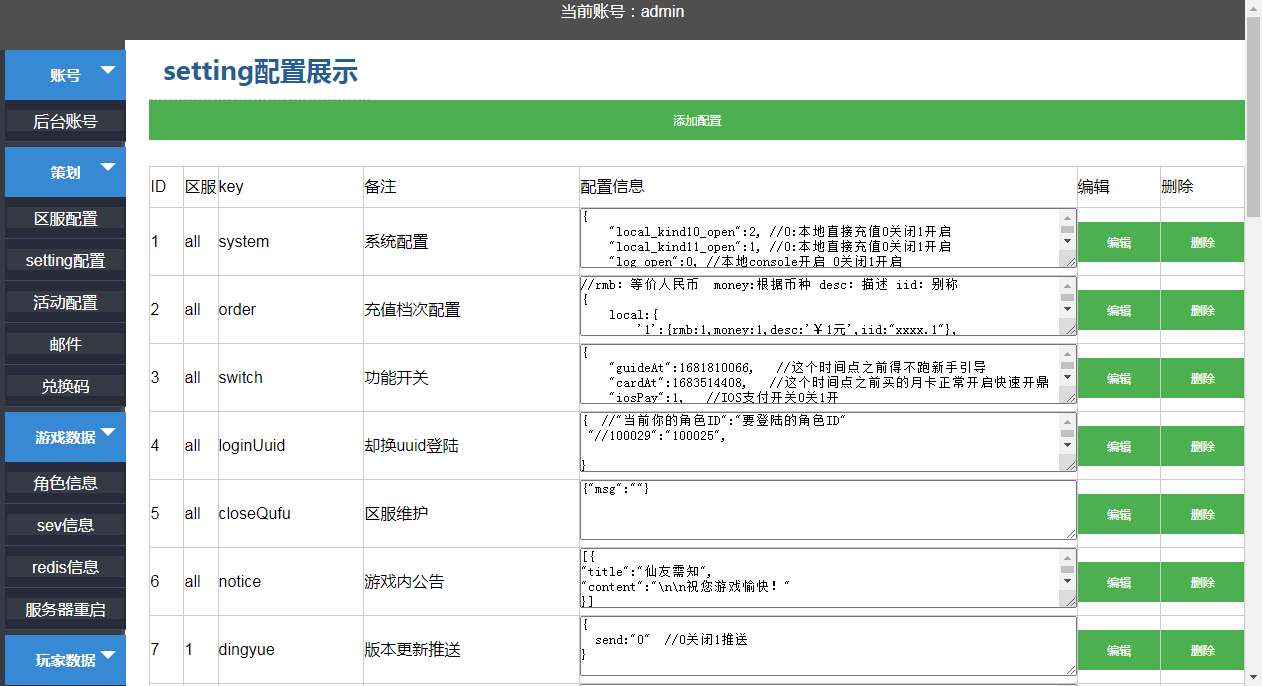 当前账号：admin
账号
后台账号
策划
区服配置
setting配置
活动配置
邮件
兑换码
游戏数据
角色信息
sev信息
redis信息
服务器重启
玩家数据
setting配置展示
添加配置
ID 区服 key 备注 配置信息 编辑 删除
1 all system 系统配置
{
"local_kind10_open":2, //0:本地直接充值0关闭1开启
"local_kind11_open":1, //0:本地直接充值0关闭1开启
"log_open":0, //本地console开启 0关闭1开启
编辑 删除
2 all order 充值档次配置
//rmb: 等价人民币 money:根据币种 desc: 描述 iid: 别称
{
local:{
'1':{rmb:1,money:1,desc:'￥1元',iid:"xxxx.1"},
编辑 删除
3 all switch 功能开关
{
"guideAt":1681810066, //这个时间点之前得不跑新手引导
"cardAt":1683514408, //这个时间点之前买的月卡正常开启快速开鼎
"iosPay":1, //IOS支付开关0关1开
编辑 删除
4 all loginUuid 却换uuid登陆
{ //"当前你的角色ID":"要登陆的角色ID"
"//100029":"100025",
}
编辑 删除
5 all closeQufu 区服维护
{"msg":""}
编辑 删除
6 all notice 游戏内公告
[{
"title":"仙友需知",
"content":"\n\n祝您游戏愉快！"
}]
编辑 删除
7 1 dingyue 版本更新推送
{
send:"0" //0关闭1推送
}
编辑 删除